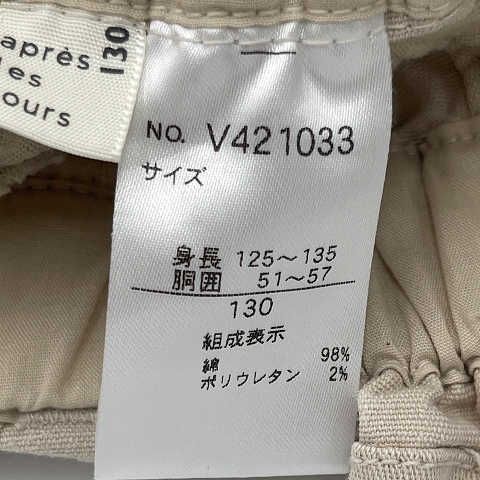 après
les
ours
130
NO. V421033
サイズ
身長 125～135
胴囲 51～57
130
組成表示
綿 98%
ポリウレタン 2%